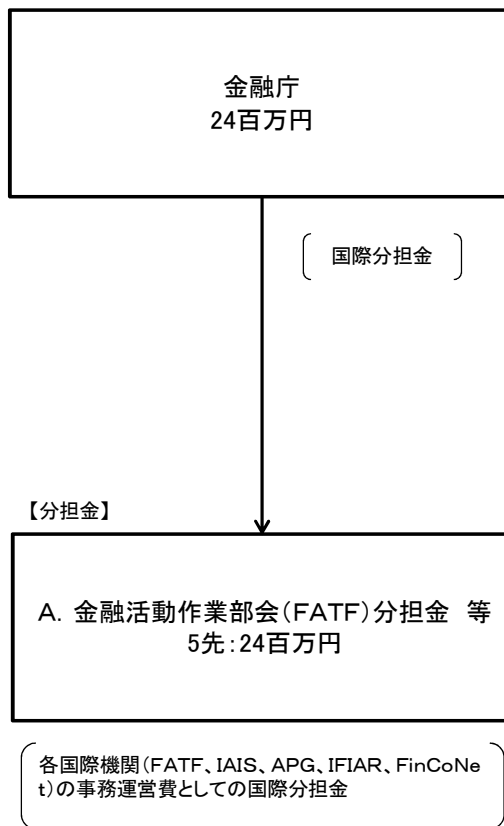 金融庁
24百万円
国際分担金
【分担金】
A. 金融活動作業部会(FATF)分担金　等
5先:24百万円
各国際機関(FATF、IAIS、APG、IFIAR、FinCoNe
t)の事務運営費としての国際分担金